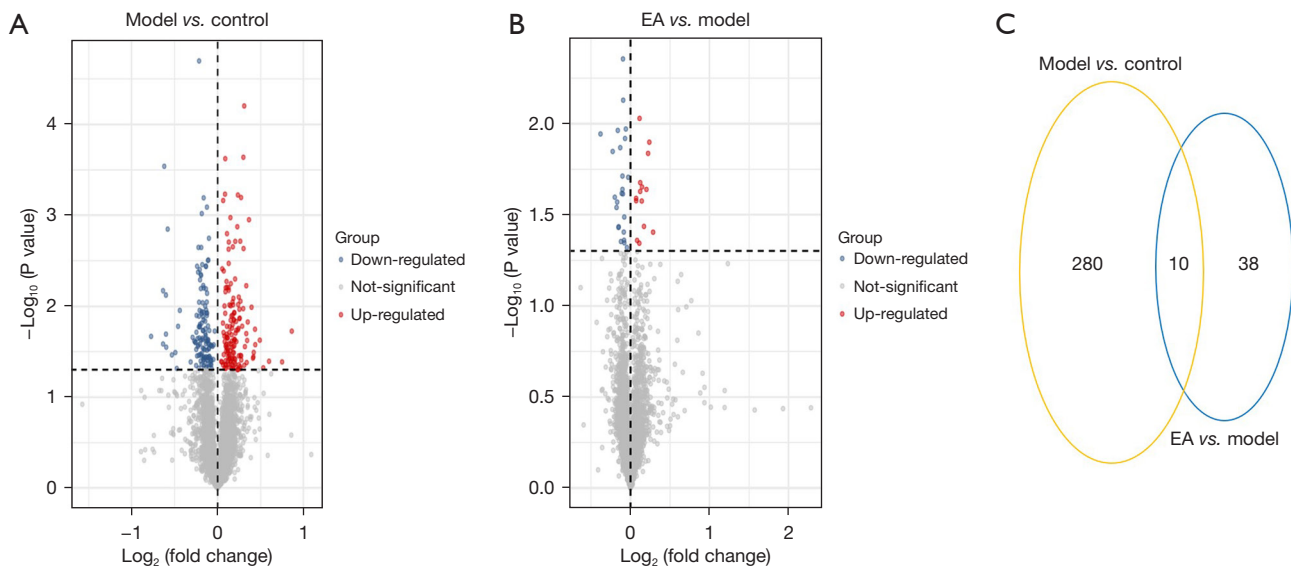 A
Model vs. control
4
3
2
1
0
−Log10 (P value)
−1
0
1
Log2 (fold change)
Group
Down-regulated
Not-significant
Up-regulated
B
EA vs. model
2.0
1.5
1.0
0.5
0.0
−Log10 (P value)
0
1
2
Log2 (fold change)
Group
Down-regulated
Not-significant
Up-regulated
C
Model vs. control
280
10
38
EA vs. model